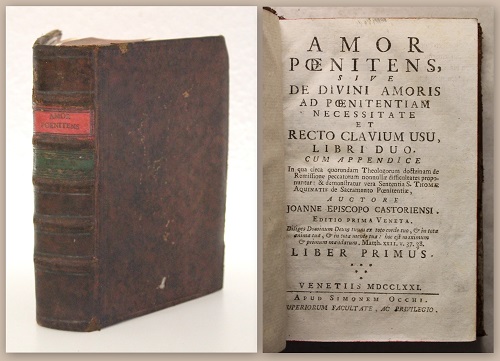 AMOR
POENITENS
AMOR
PŒNITENS,
SIVE
DE DIVINI AMORIS
AD PŒNITENTIAM
NECESSITATE
ET
RECTO CLAVIUM USU,
LIBRI DUO.
CUM APPENDICE
In qua circa quorundam Theologorum doctrinam de
Remissione peccatorum nonnullæ difficultates propo-
nuntur: & demonstratur vera Sententia S. THOMÆ
AQUINATIS de Sacramento Pœnitentiæ,
AUCTORE
JOANNE EPISCOPO CASTORIENSI.
EDITIO PRIMA VENETA.
Diliges Dominum Deum tuum ex toto corde tuo, & in tota
anima tua, & in tota mente tua: hoc est maximum
& primum mandatum. Matth. XXII. v. 37. 38.
LIBER PRIMUS.
VENETIIS MDCCLXXI.
APUD SIMONEM OCCHI.
SUPERIORUM FACULTATE, AC PRIVILEGIO.